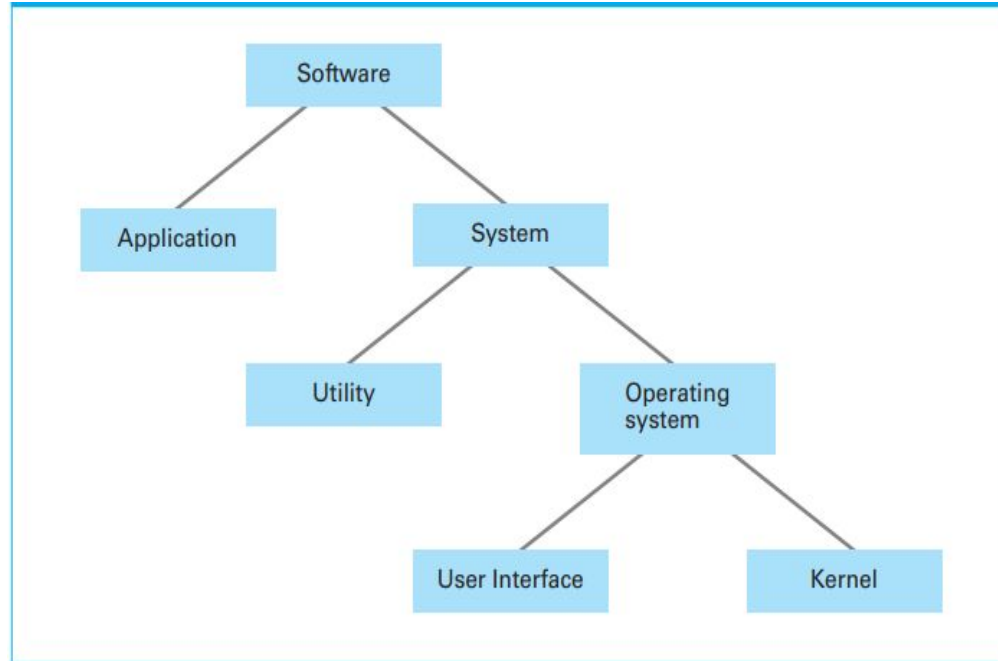 Software
Application
System
Utility
Operating
system
User Interface
Kernel